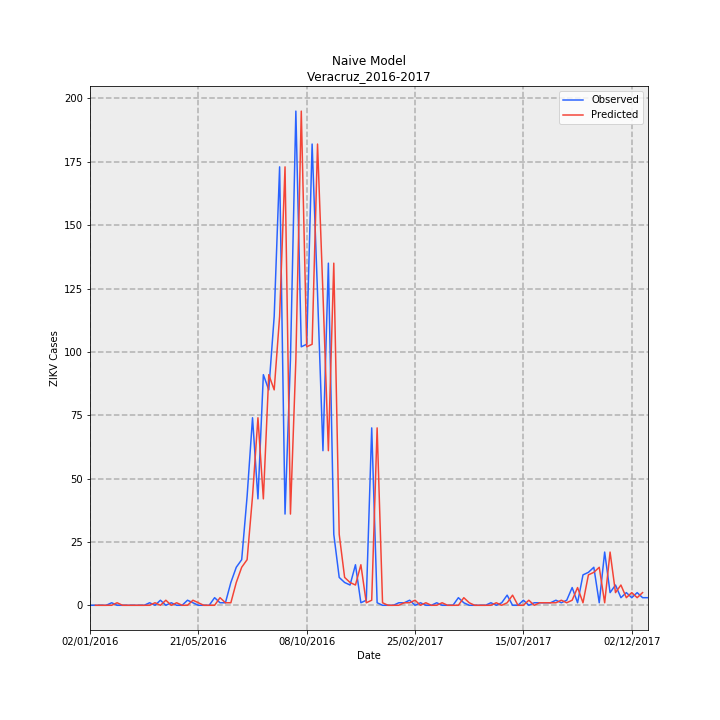 Naive Model
Veracruz_2016-2017
Observed
Predicted
200
175
150
125
100
75
50
25
0
ZIKV Cases
02/01/2016 21/05/2016 08/10/2016 25/02/2017 15/07/2017 02/12/2017
Date